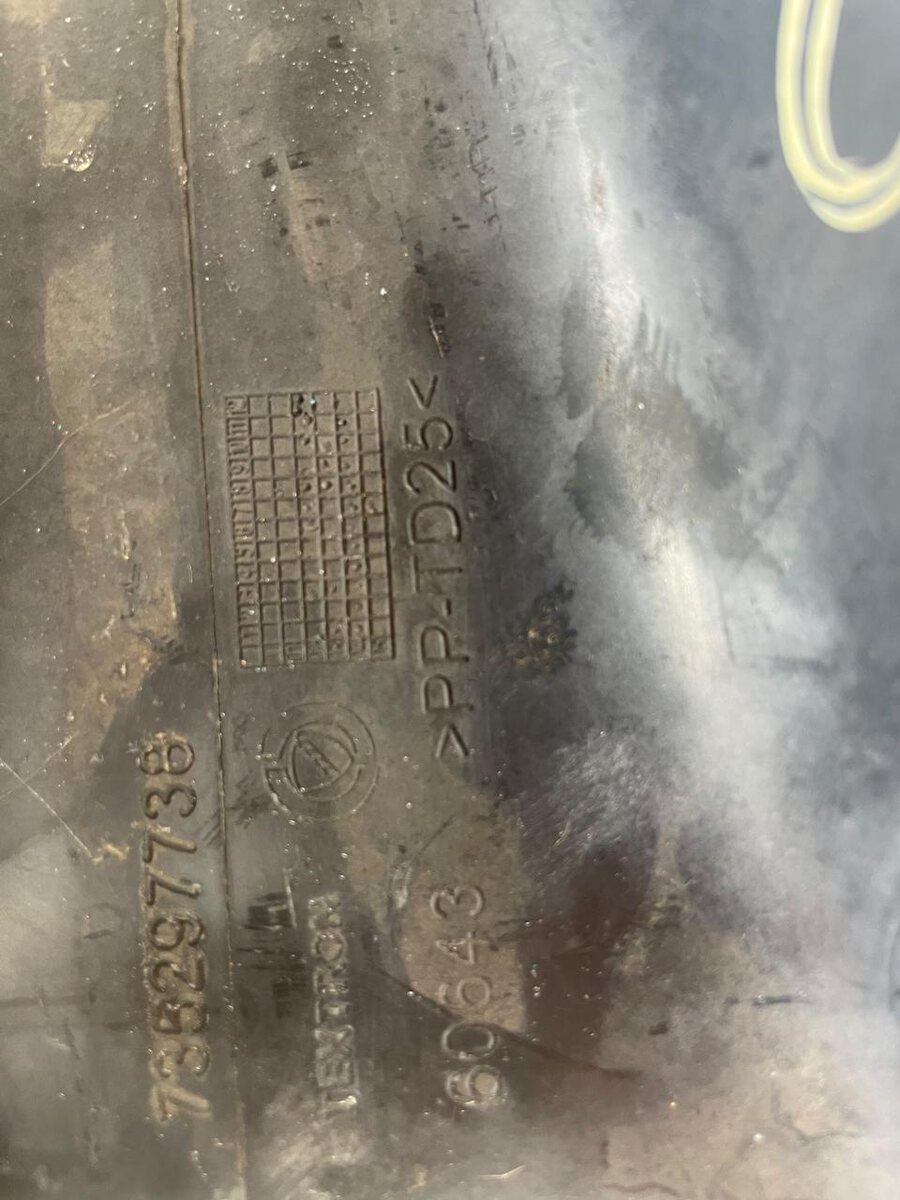 735297738
TEXTRON
>PP-TD25<
60643